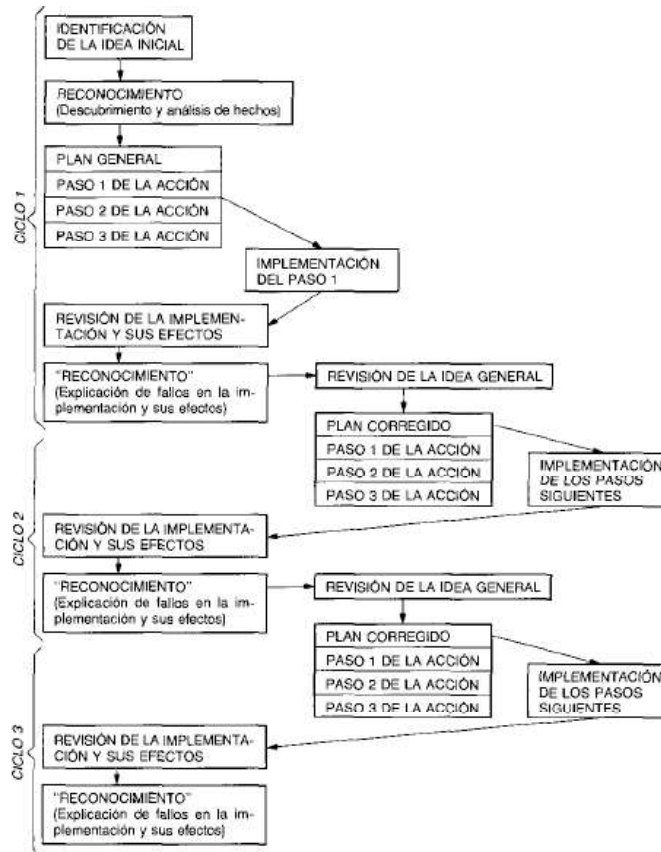 IDENTIFICACIÓN
DE LA IDEA INICIAL
RECONOCIMIENTO
(Descubrimiento y análisis de hechos)
PLAN GENERAL
PASO 1 DE LA ACCIÓN
PASO 2 DE LA ACCIÓN
PASO 3 DE LA ACCIÓN
CICLO 1
IMPLEMENTACIÓN
DEL PASO 1
REVISIÓN DE LA IMPLEMEN-
TACIÓN Y SUS EFECTOS
"RECONOCIMIENTO"
(Explicación de fallos en la im-
plementación y sus efectos)
REVISIÓN DE LA IDEA GENERAL
PLAN CORREGIDO
PASO 1 DE LA ACCIÓN
PASO 2 DE LA ACCIÓN
PASO 3 DE LA ACCIÓN
IMPLEMENTACIÓN
DE LOS PASOS
SIGUIENTES
CICLO 2
REVISIÓN DE LA IMPLEMENTA-
CIÓN Y SUS EFECTOS
"RECONOCIMIENTO"
(Explicación de fallos en la im-
plementación y sus efectos)
REVISIÓN DE LA IDEA GENERAL
PLAN CORREGIDO
PASO 1 DE LA ACCIÓN
PASO 2 DE LA ACCIÓN
PASO 3 DE LA ACCIÓN
IMPLEMENTACIÓN
DE LOS PASOS
SIGUIENTES
CICLO 3
REVISIÓN DE LA IMPLEMENTA-
CIÓN Y SUS EFECTOS
"RECONOCIMIENTO"
(Explicación de fallos en la im-
plementación y sus efectos)